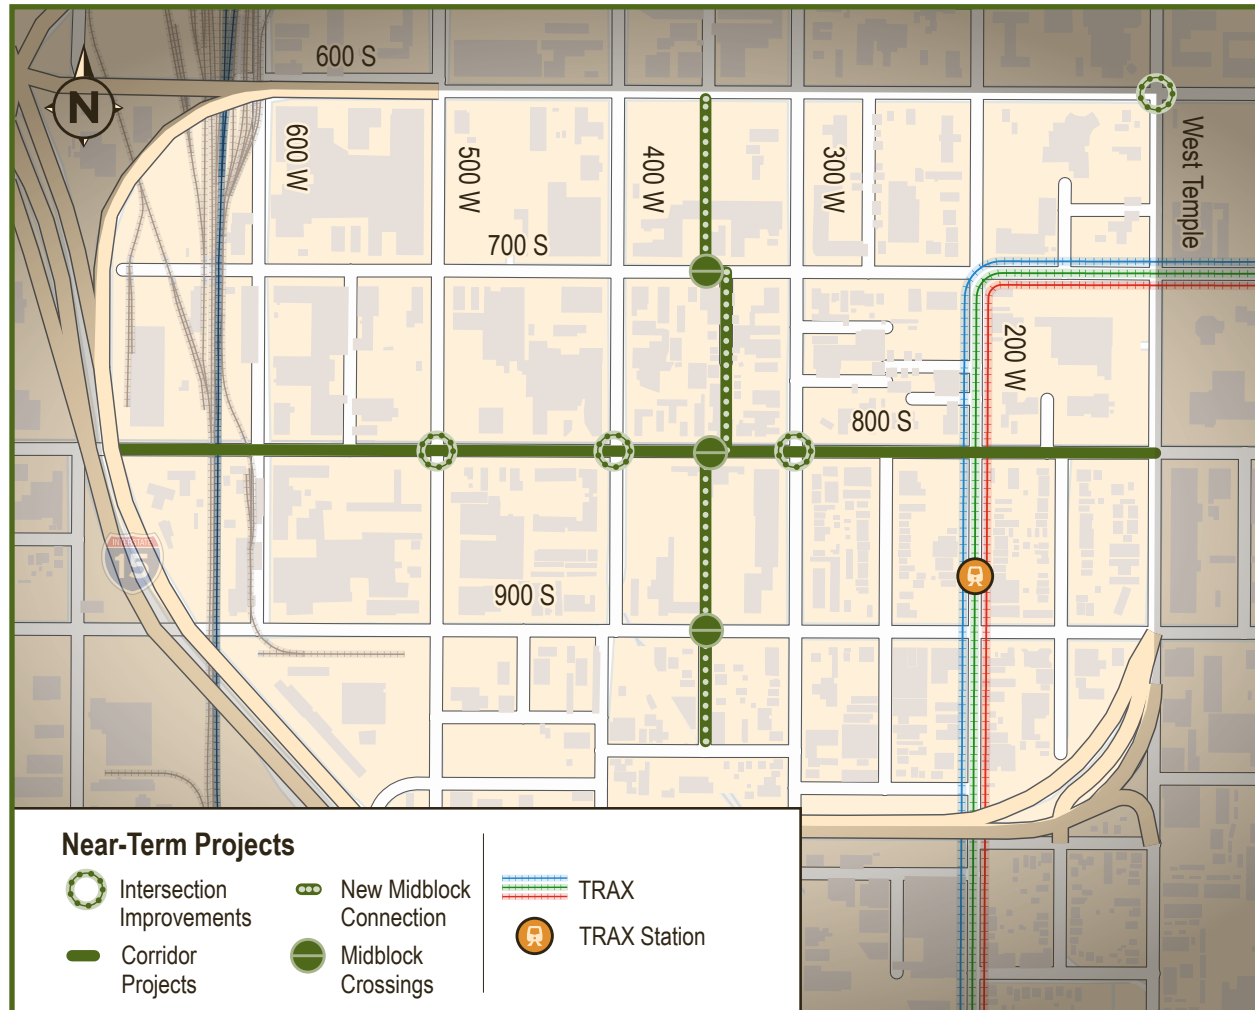 600 S
N
600 W
500 W
400 W
300 W
West Temple
700 S
200 W
800 S
INTERSTATE
15
900 S
Near-Term Projects
Intersection
Improvements
New Midblock
Connection
Corridor
Projects
Midblock
Crossings
TRAX
TRAX Station